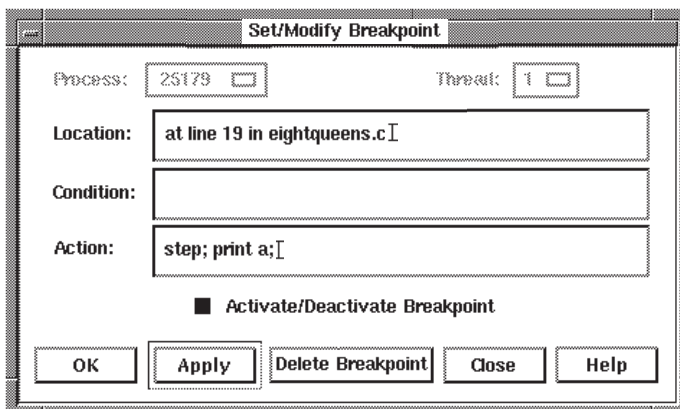 Set/Modify Breakpoint
Process: 25179 Thread: 1
Location: at line 19 in eightqueens.c
Condition:
Action: step; print a;
Activate/Deactivate Breakpoint
OK Apply Delete Breakpoint Close Help